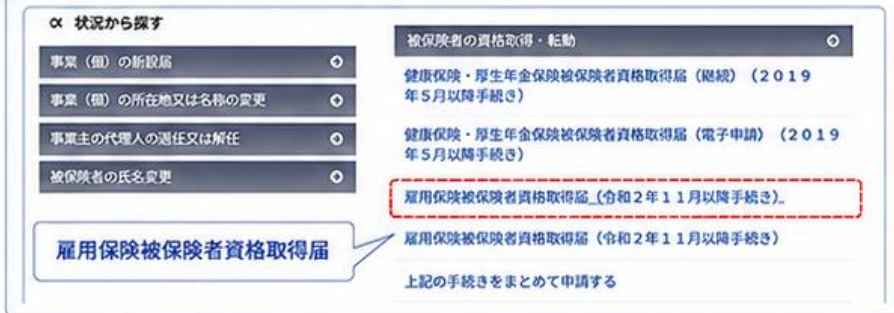 α 状況から探す
事業（個）の新設届
事業（個）の所在地又は名称の変更
事業主の代理人の選任又は解任
被保険者の氏名変更
被保険者の資格取得・転勤
健康保険・厚生年金保険被保険者資格取得届（継続）（２０１９
年５月以降手続き）
健康保険・厚生年金保険被保険者資格取得届（電子申請）（２０１９
年５月以降手続き）
雇用保険被保険者資格取得届（令和２年１１月以降手続き）
雇用保険被保険者資格取得届（令和２年１１月以降手続き）
上記の手続きをまとめて申請する
雇用保険被保険者資格取得届